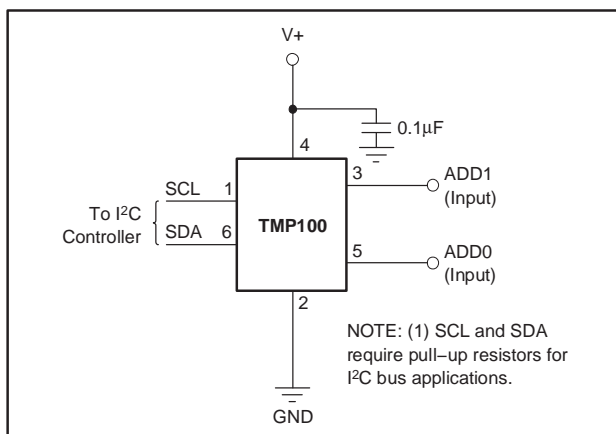 V+
0.1μF
4
3
ADD1
(Input)
SCL
1
To I²C
Controller
SDA
6
TMP100
5
ADD0
(Input)
2
NOTE: (1) SCL and SDA
require pull–up resistors for
I²C bus applications.
GND